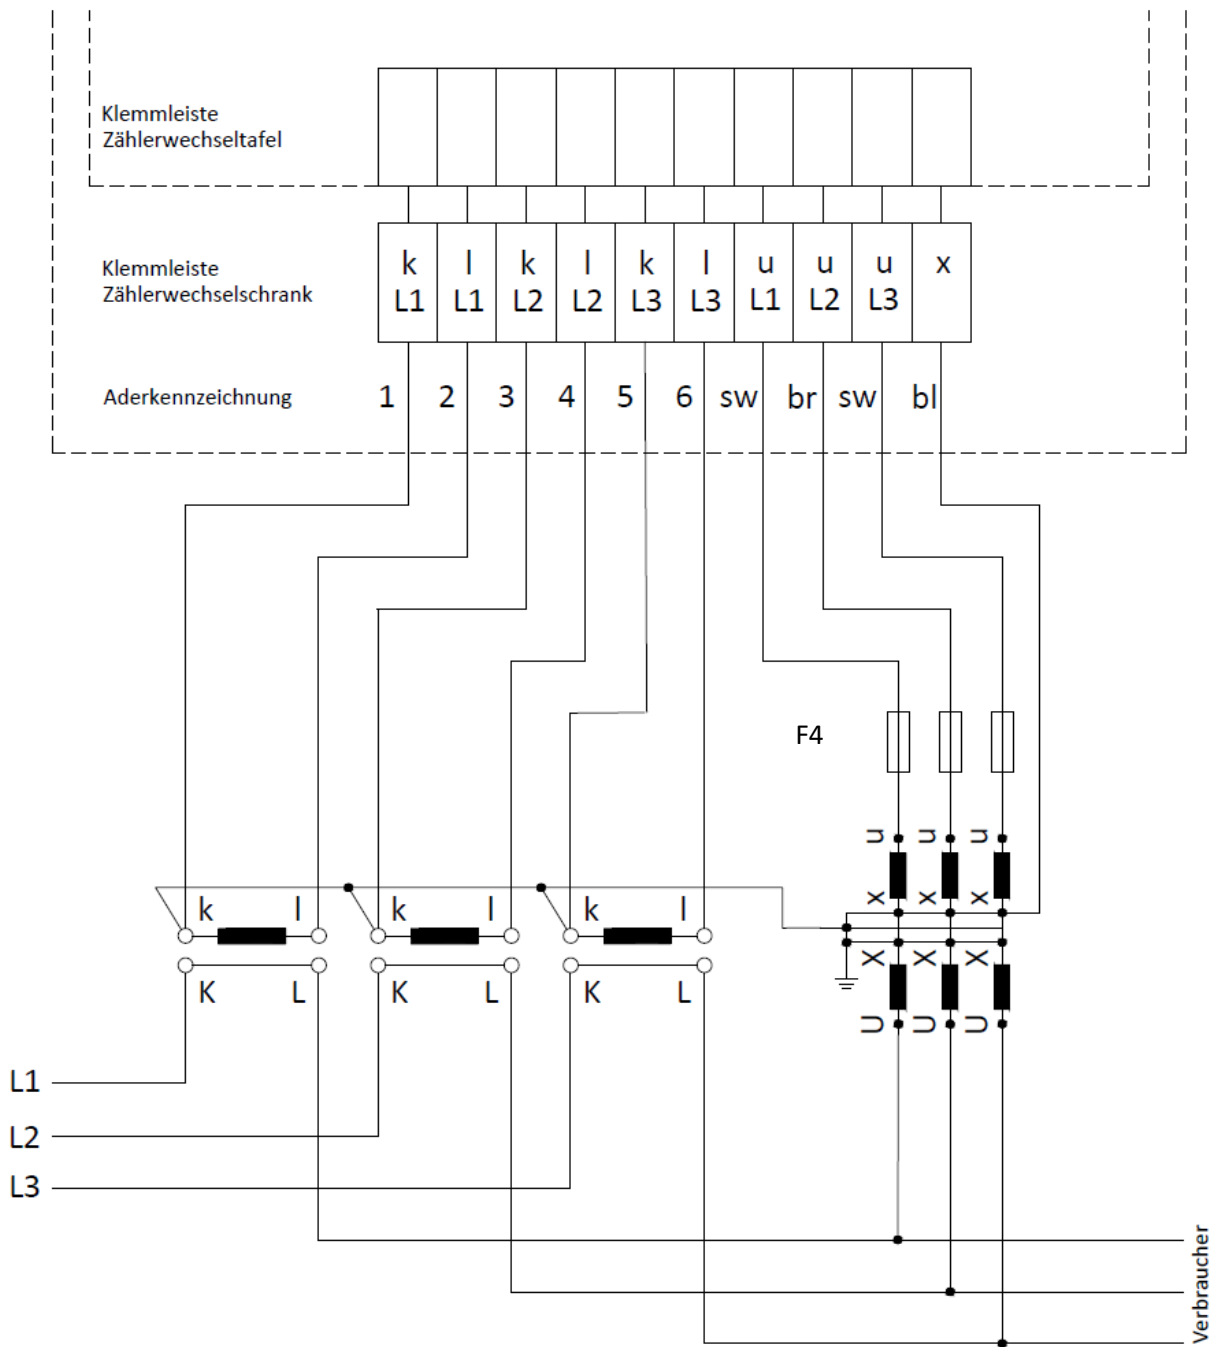 Klemmleiste
Zählerwechseltafel
Klemmleiste
Zählerwechselschrank
k l k l k l u u u x
L1 L1 L2 L2 L3 L3 L1 L2 L3
Aderkennzeichnung 1 2 3 4 5 6 sw br sw bl
F4
u u u
x x x
k l k l k l
X X X
K L K L K L
U U U
L1
L2
L3
Verbraucher